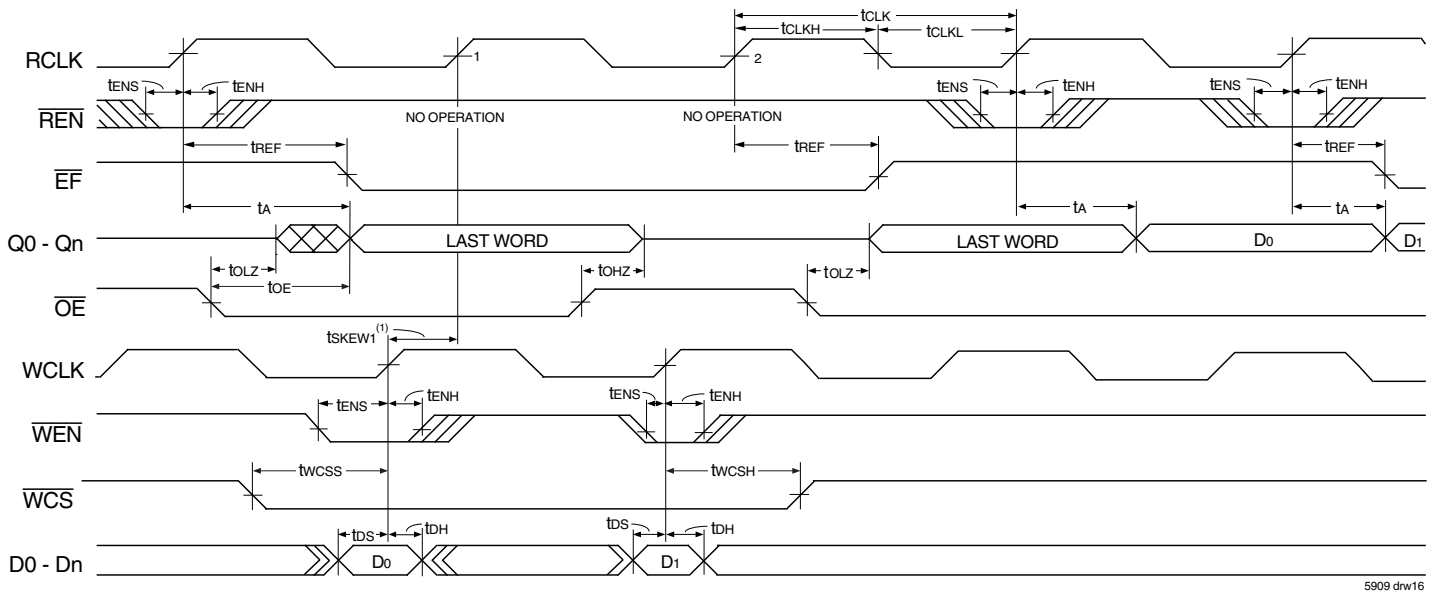 tCLK
tCLKH tCLKL
RCLK 1 2
tENS tENH tENS tENH tENS tENH
REN NO OPERATION NO OPERATION
tREF tREF tREF
EF
tA tA tA
Q0 - Qn LAST WORD LAST WORD D0 D1
tOLZ tOHZ tOLZ
tOE
OE
tSKEW1(1)
WCLK
tENS tENH tENS tENH
WEN
tWCSS tWCSH
WCS
tDS tDH tDS tDH
D0 - Dn D0 D1
5909 drw16